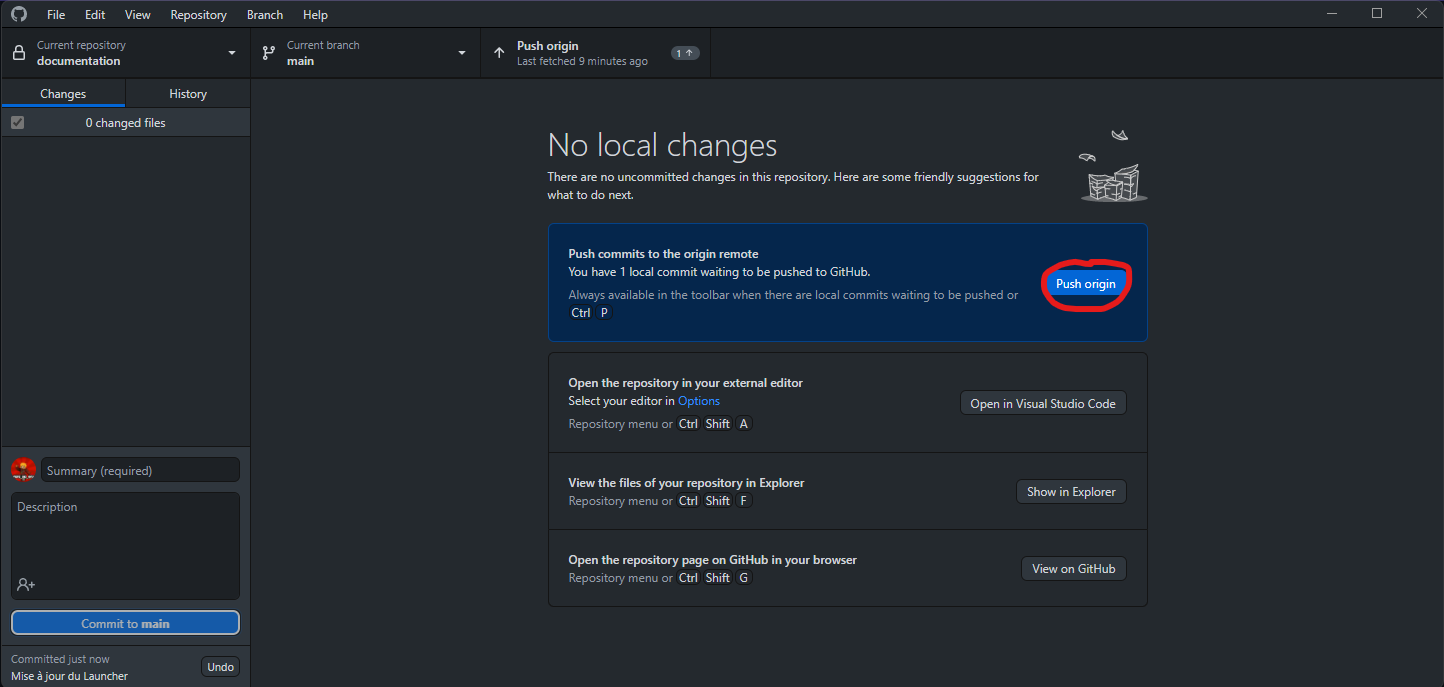 File Edit View Repository Branch Help
Current repository
documentation
Current branch
main
Push origin
Last fetched 9 minutes ago
1
Changes
History
0 changed files
No local changes
There are no uncommitted changes in this repository. Here are some friendly suggestions for
what to do next.
Push commits to the origin remote
You have 1 local commit waiting to be pushed to GitHub.
Always available in the toolbar when there are local commits waiting to be pushed or
Ctrl P
Push origin
Open the repository in your external editor
Select your editor in Options
Repository menu or Ctrl Shift A
Open in Visual Studio Code
View the files of your repository in Explorer
Repository menu or Ctrl Shift F
Show in Explorer
Open the repository page on GitHub in your browser
Repository menu or Ctrl Shift G
View on GitHub
Summary (required)
Description
Commit to main
Committed just now
Mise à jour du Launcher
Undo